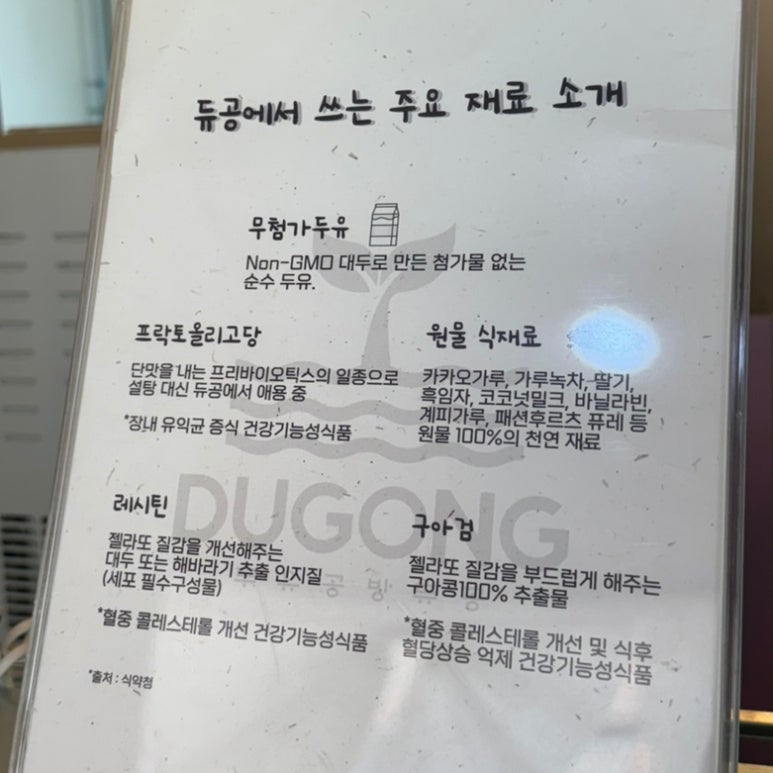 듀공에서 쓰는 주요 재료 소개
무첨가두유
Non-GMO 대두로 만든 첨가물 없는
순수 두유.
프락토올리고당
단맛을 내는 프리바이오틱스의 일종으로
설탕 대신 듀공에서 애용 중
*장내 유익균 증식 건강기능성식품
원물 식재료
카카오가루, 가루녹차, 딸기,
흑임자, 코코넛밀크, 바닐라빈,
계피가루, 패션후르츠 퓨레 등
원물 100%의 천연 재료
DUGONG
레시틴
젤라또 질감을 개선해주는
대두 또는 해바라기 추출 인지질
(세포 필수구성물)
*혈중 콜레스테롤 개선 건강기능성식품
구아검
젤라또 질감을 부드럽게 해주는
구아콩100% 추출물
*혈중 콜레스테롤 개선 및 식후
혈당상승 억제 건강기능성식품
*출처 : 식약청